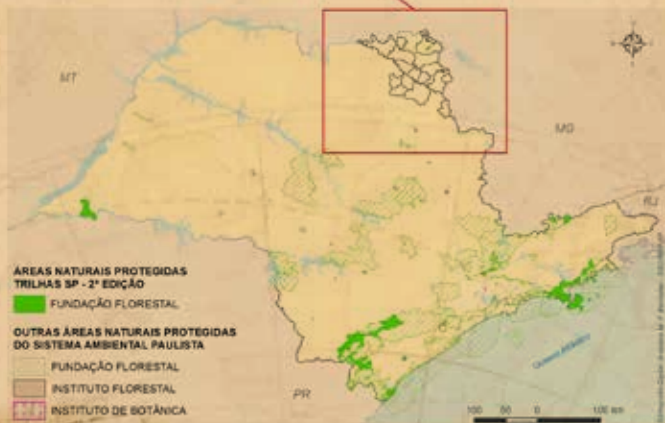 MT
MG
RJ
ÁREAS NATURAIS PROTEGIDAS
TRILHAS SP - 2ª EDIÇÃO
FUNDAÇÃO FLORESTAL
OUTRAS ÁREAS NATURAIS PROTEGIDAS
DO SISTEMA AMBIENTAL PAULISTA
FUNDAÇÃO FLORESTAL
INSTITUTO FLORESTAL
INSTITUTO DE BOTÂNICA
PR
Oceano Atlântico
100 50 0 100 km